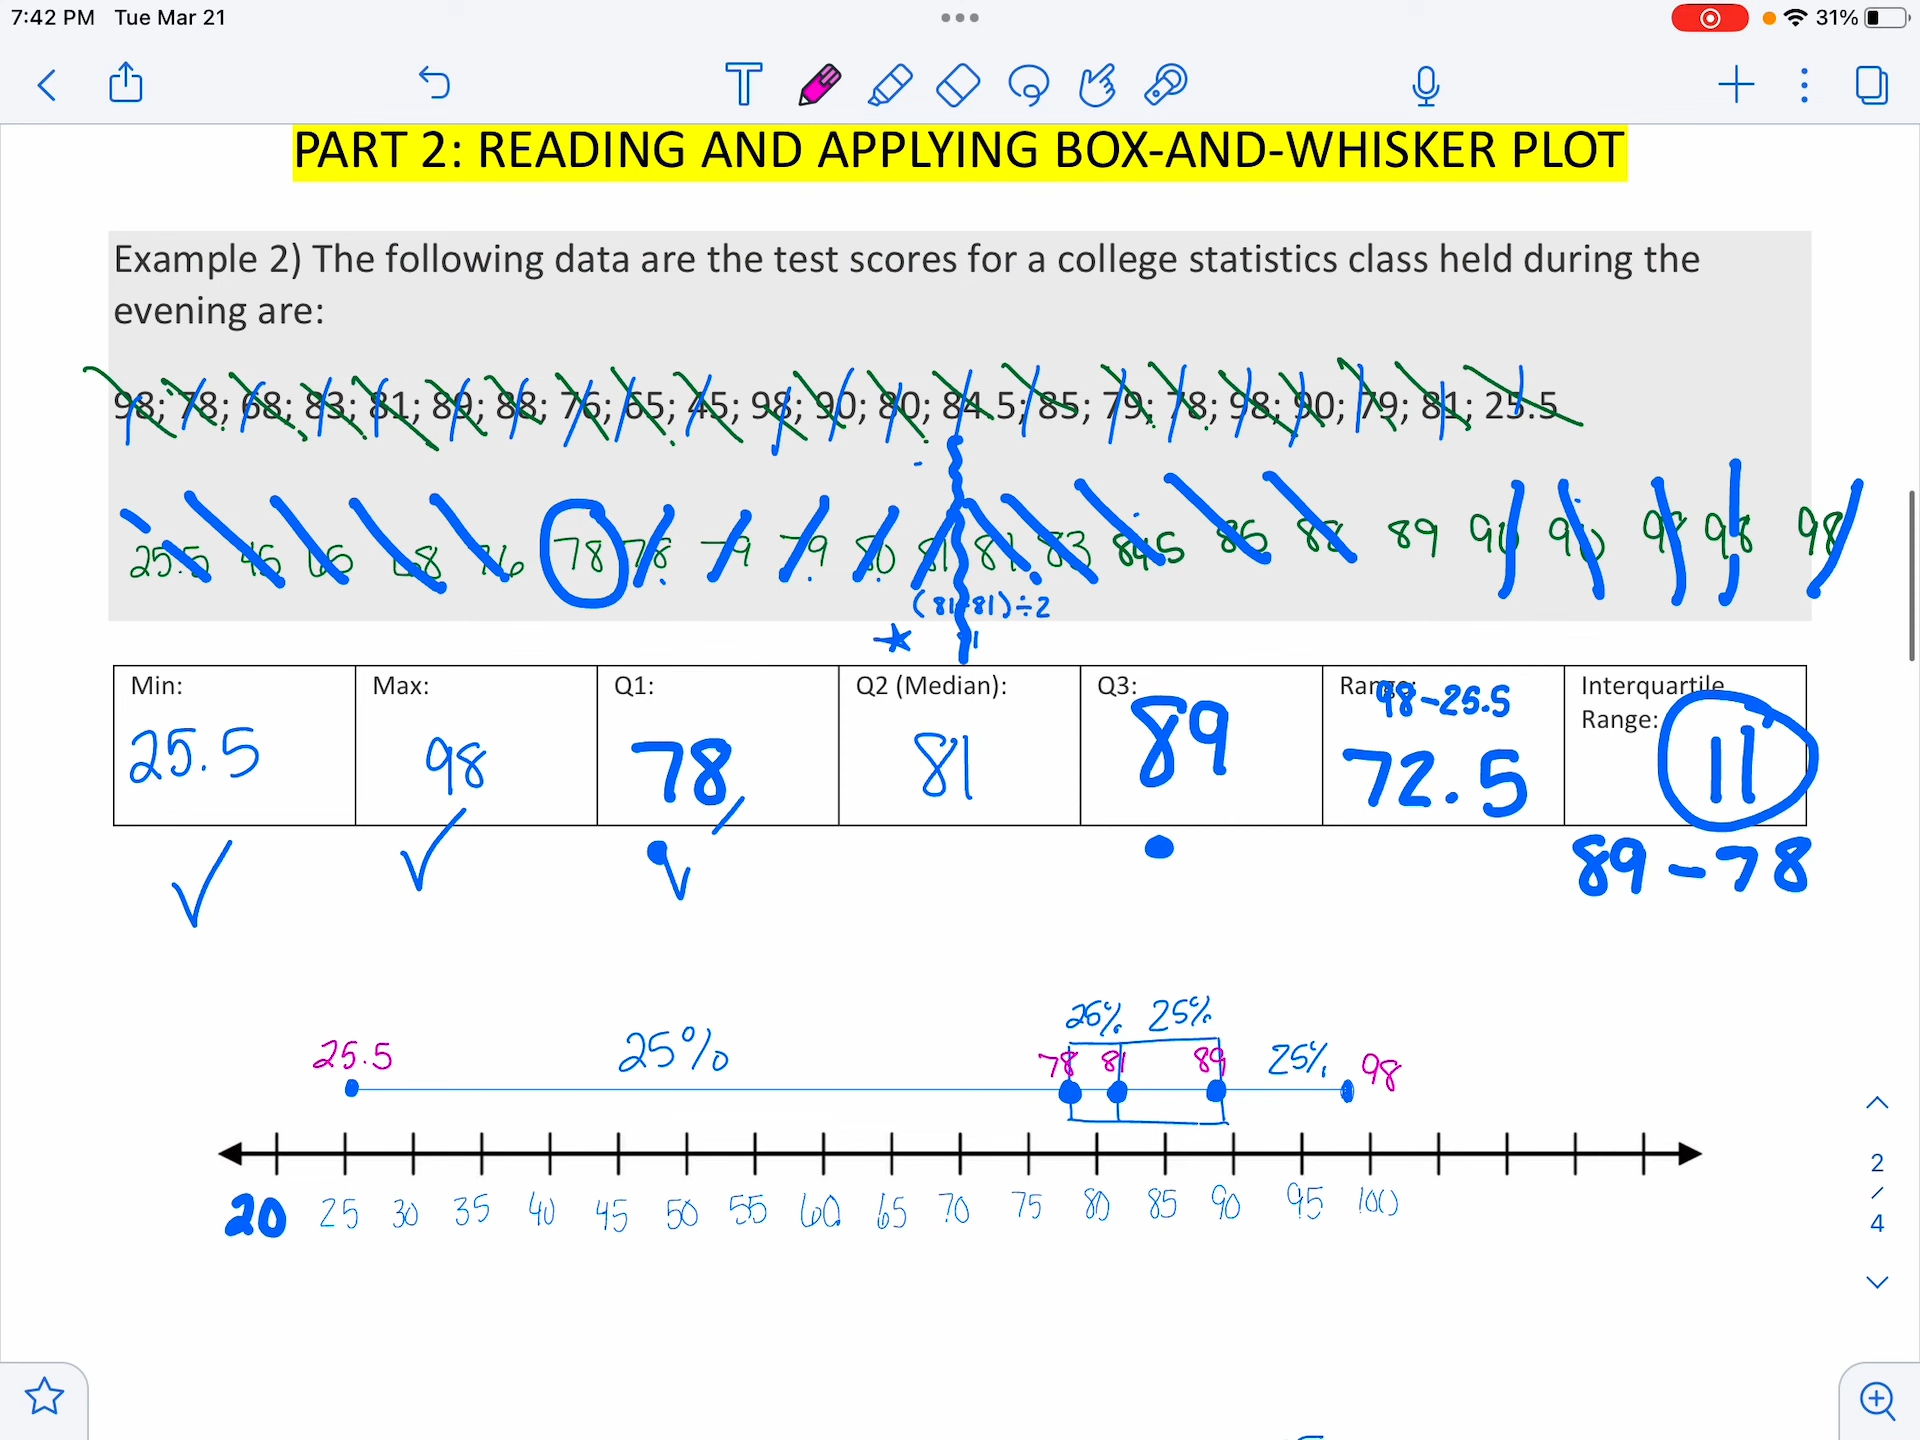 7:42 PM Tue Mar 21
31%
PART 2: READING AND APPLYING BOX-AND-WHISKER PLOT
Example 2) The following data are the test scores for a college statistics class held during the
evening are:
98; 78; 68; 83; 81; 89; 88; 76; 65; 45; 98; 90; 80; 84.5; 85; 79; 78; 98; 90; 79; 81; 25.5
25.5 45 65 68 76 78 78 79 79 80 81 81 83 84.5 85 88 89 90 90 98 98 98
(81+81)÷2
Min: Max: Q1: Q2 (Median): Q3: Range: Interquartile
Range:
98-25.5
25.5 98 78 81 89 72.5 11
89-78
25% 25%
25.5 25% 78 81 89 25% 98
20 25 30 35 40 45 50 55 60 65 70 75 80 85 90 95 100
2
/
4